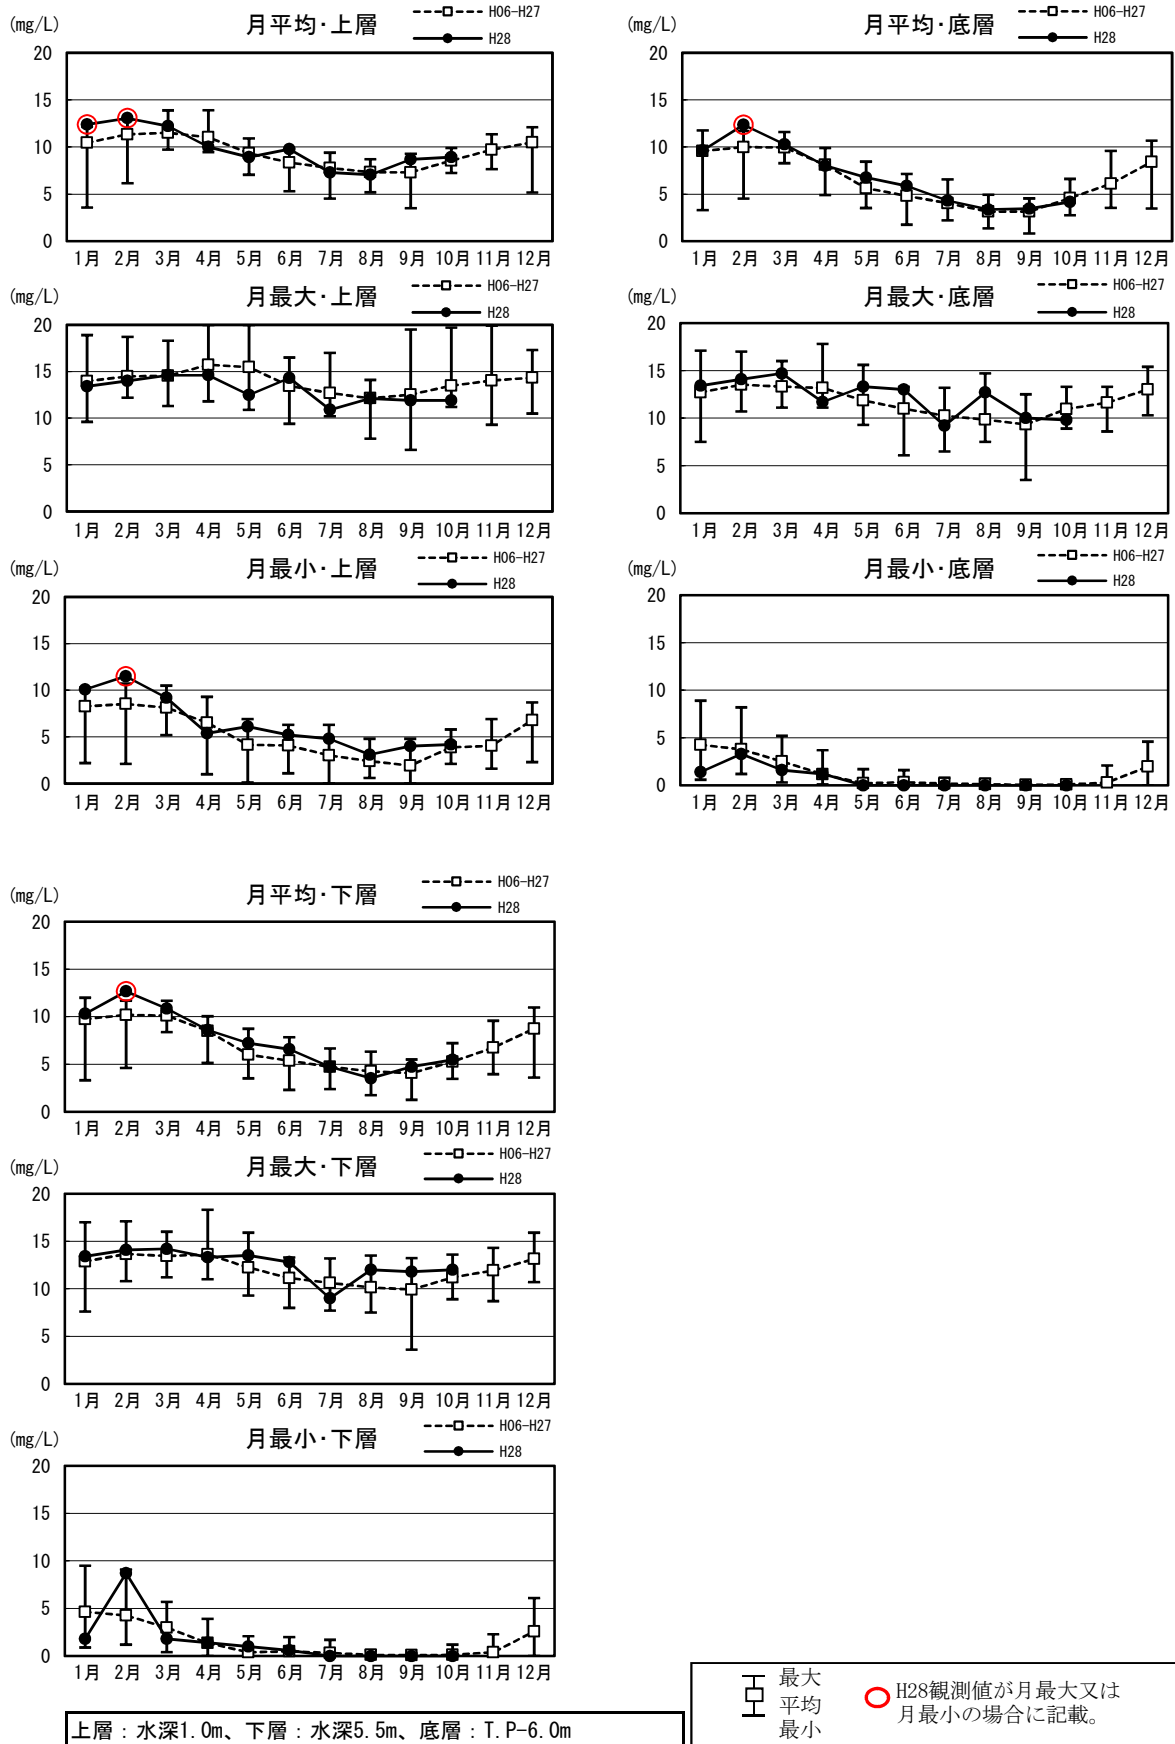 (mg/L) 月平均・上層 H06-H27
H28
20
15
10
5
0
1月 2月 3月 4月 5月 6月 7月 8月 9月 10月 11月 12月
(mg/L) 月平均・底層 H06-H27
H28
20
15
10
5
0
1月 2月 3月 4月 5月 6月 7月 8月 9月 10月 11月 12月
(mg/L) 月最大・上層 H06-H27
H28
20
15
10
5
0
1月 2月 3月 4月 5月 6月 7月 8月 9月 10月 11月 12月
(mg/L) 月最大・底層 H06-H27
H28
20
15
10
5
0
1月 2月 3月 4月 5月 6月 7月 8月 9月 10月 11月 12月
(mg/L) 月最小・上層 H06-H27
H28
20
15
10
5
0
1月 2月 3月 4月 5月 6月 7月 8月 9月 10月 11月 12月
(mg/L) 月最小・底層 H06-H27
H28
20
15
10
5
0
1月 2月 3月 4月 5月 6月 7月 8月 9月 10月 11月 12月
(mg/L) 月平均・下層 H06-H27
H28
20
15
10
5
0
1月 2月 3月 4月 5月 6月 7月 8月 9月 10月 11月 12月
(mg/L) 月最大・下層 H06-H27
H28
20
15
10
5
0
1月 2月 3月 4月 5月 6月 7月 8月 9月 10月 11月 12月
(mg/L) 月最小・下層 H06-H27
H28
20
15
10
5
0
1月 2月 3月 4月 5月 6月 7月 8月 9月 10月 11月 12月
上層：水深1.0m、下層：水深5.5m、底層：T.P-6.0m
最大
平均
最小
H28観測値が月最大又は
月最小の場合に記載。